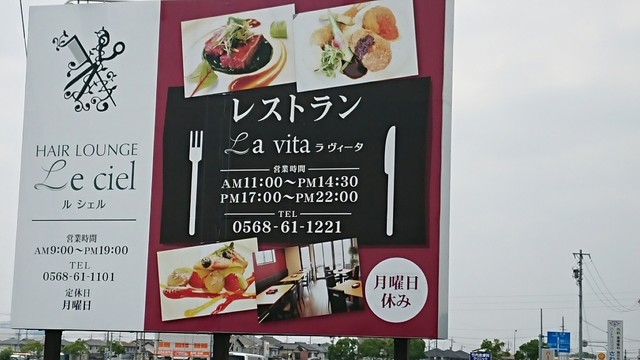 HAIR LOUNGE
Le ciel
ル シェル
営業時間
AM9:00〜PM19:00
TEL
0568-61-1101
定休日
月曜日
レストラン
La vita ラ ヴィータ
営業時間
AM11:00〜PM14:30
PM17:00〜PM22:00
TEL
0568-61-1221
月曜日
休み